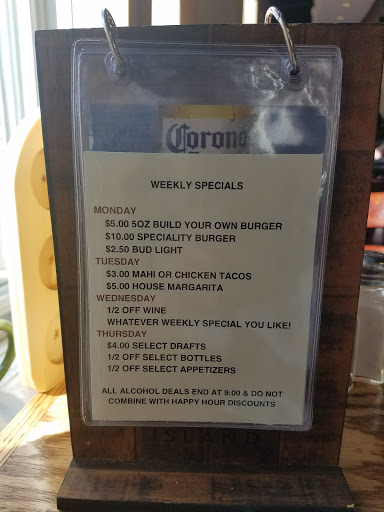 Corona
WEEKLY SPECIALS
MONDAY
$5.00 5OZ BUILD YOUR OWN BURGER
$10.00 SPECIALITY BURGER
$2.50 BUD LIGHT
TUESDAY
$3.00 MAHI OR CHICKEN TACOS
$5.00 HOUSE MARGARITA
WEDNESDAY
1/2 OFF WINE
WHATEVER WEEKLY SPECIAL YOU LIKE!
THURSDAY
$4.00 SELECT DRAFTS
1/2 OFF SELECT BOTTLES
1/2 OFF SELECT APPETIZERS
ALL ALCOHOL DEALS END AT 9:00 & DO NOT
COMBINE WITH HAPPY HOUR DISCOUNTS
ISLAND